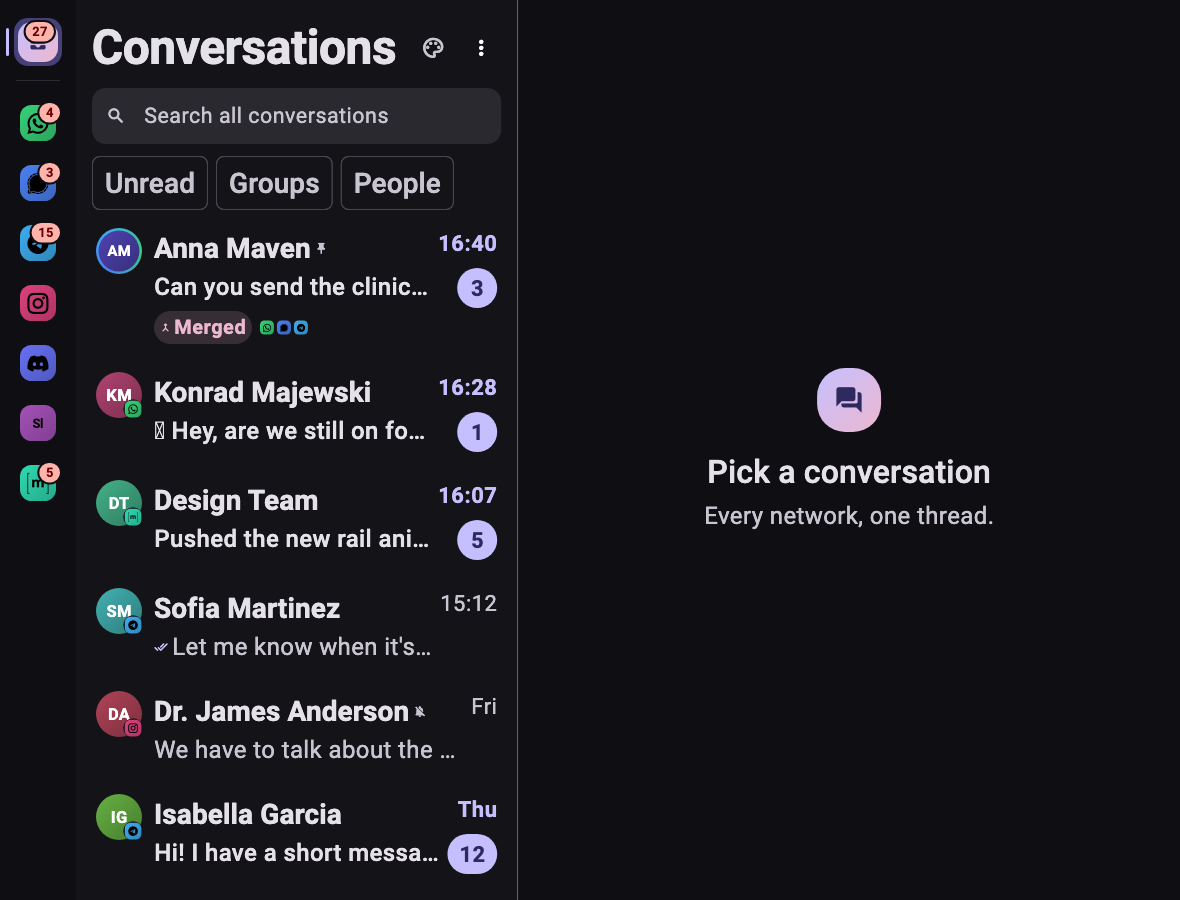 27
Conversations
4
Search all conversations
3
Unread Groups People
15
AM Anna Maven 16:40
Can you send the clinic… 3
Merged
KM Konrad Majewski 16:28
Hey, are we still on fo… 1
SI
5
[m]
DT Design Team 16:07
Pushed the new rail ani… 5
Pick a conversation
Every network, one thread.
SM Sofia Martinez 15:12
Let me know when it's…
DA Dr. James Anderson Fri
We have to talk about the …
IG Isabella Garcia Thu
Hi! I have a short messa… 12